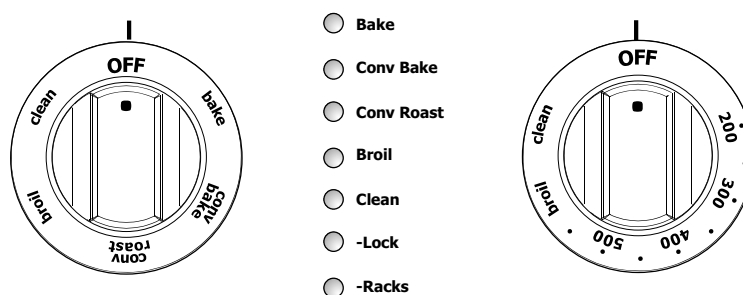 OFF
bake
conv
bake
conv
roast
broil
clean
Bake
Conv Bake
Conv Roast
Broil
Clean
-Lock
-Racks
OFF
200
300
400
500
broil
clean